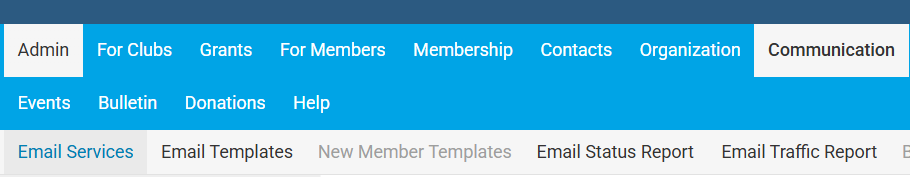 Admin For Clubs Grants For Members Membership Contacts Organization Communication
Events Bulletin Donations Help
Email Services Email Templates New Member Templates Email Status Report Email Traffic Report